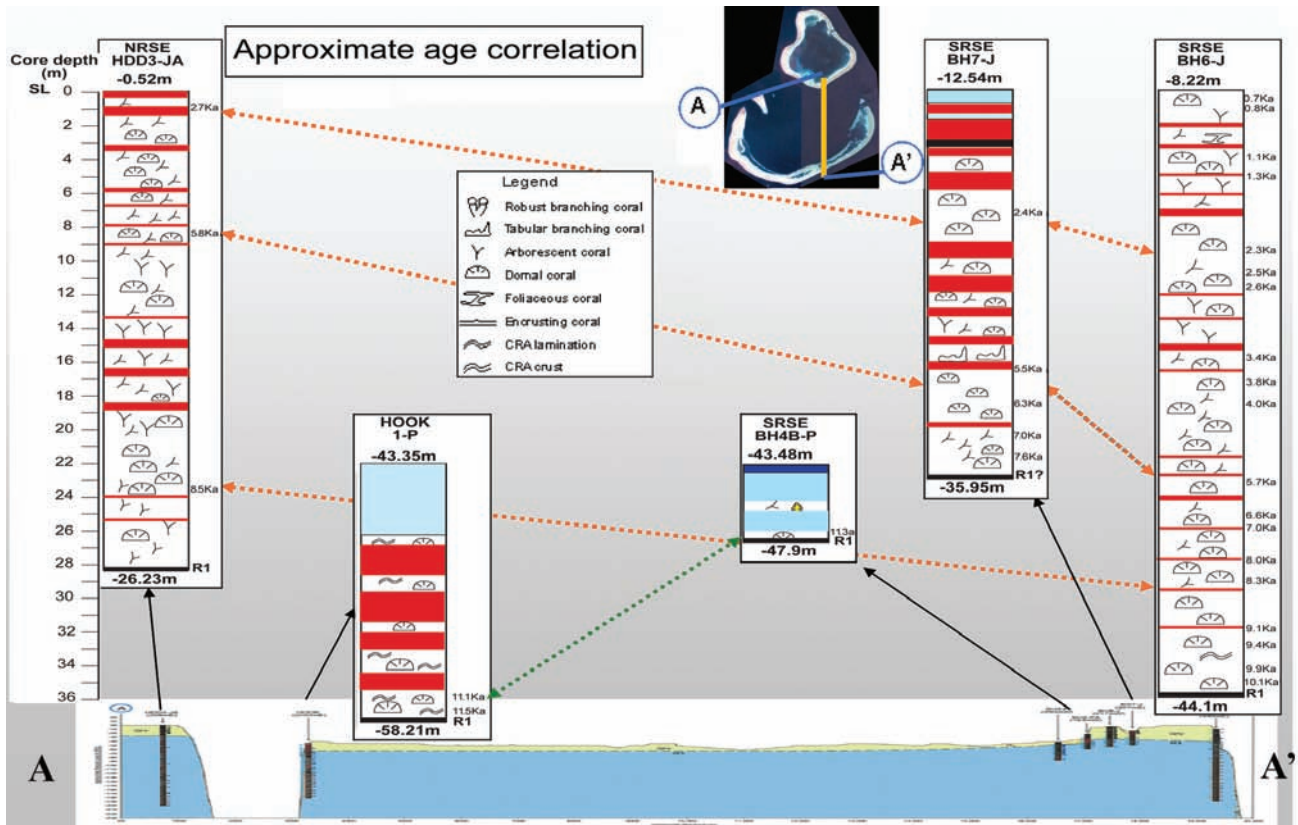 Approximate age correlation
Core depth
(m)
SL
0
2
4
6
8
10
12
14
16
18
20
22
24
26
28
30
32
34
36
NRSE
HDD3-JA
-0.52m
2.7Ka
5.8Ka
8.5Ka
R1
-26.23m
Legend
Robust branching coral
Tabular branching coral
Arborescent coral
Domal coral
Foliaceous coral
Encrusting coral
CRA lamination
CRA crust
A
A'
HOOK
1-P
-43.35m
11.1Ka
11.5Ka
R1
-58.21m
SRSE
BH4B-P
-43.48m
11.3a
R1
-47.9m
SRSE
BH7-J
-12.54m
2.4Ka
5.5Ka
6.3Ka
7.0Ka
7.6Ka
R1?
-35.95m
SRSE
BH6-J
-8.22m
0.7Ka
0.8Ka
1.1Ka
1.3Ka
2.3Ka
2.5Ka
2.6Ka
3.4Ka
3.8Ka
4.0Ka
5.7Ka
6.6Ka
7.0Ka
8.0Ka
8.3Ka
9.1Ka
9.4Ka
9.9Ka
10.1Ka
R1
-44.1m
A
A
A'